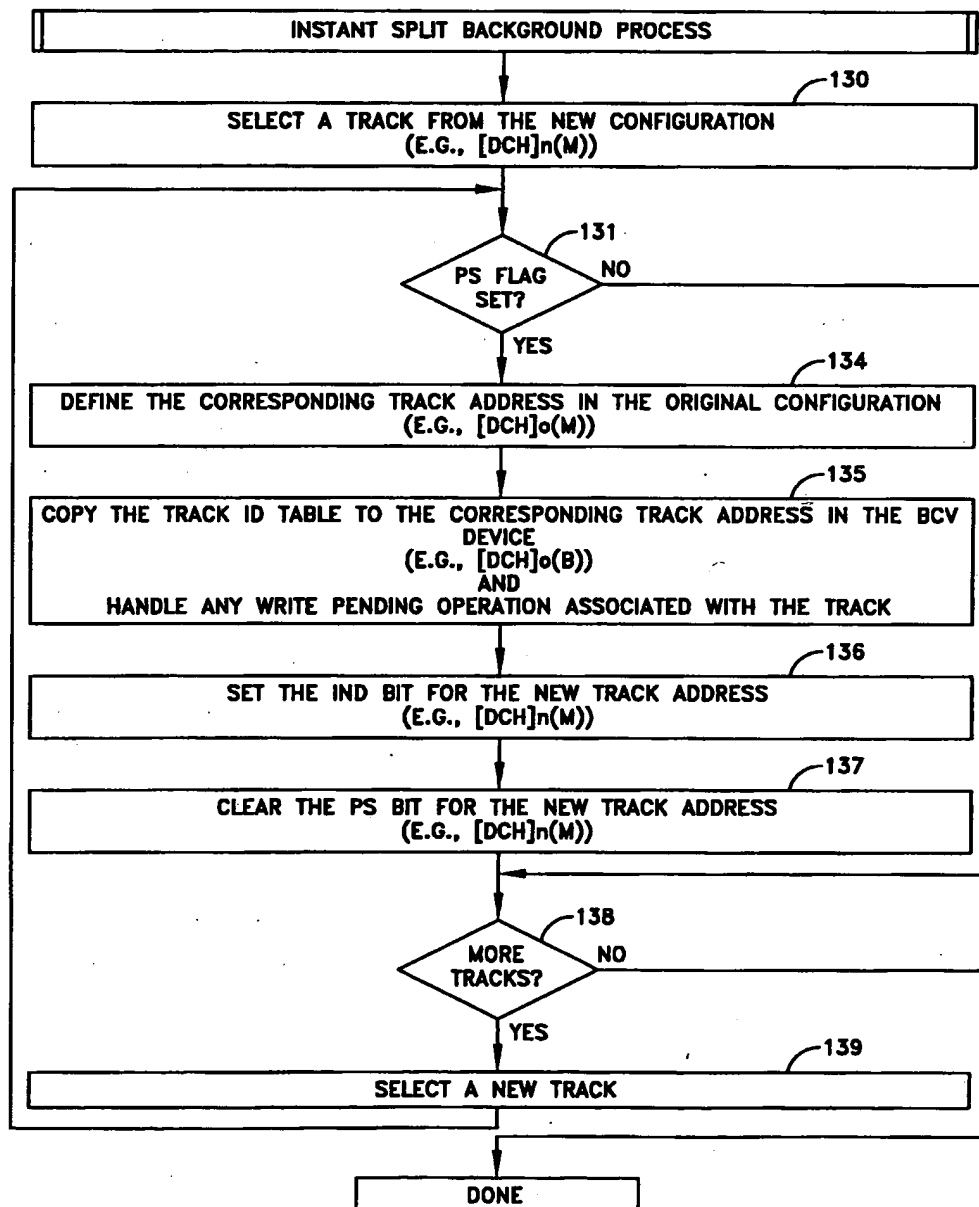 INSTANT SPLIT BACKGROUND PROCESS
130
SELECT A TRACK FROM THE NEW CONFIGURATION
(E.G., [DCH]n(M))
131
PS FLAG
SET?
NO
YES
134
DEFINE THE CORRESPONDING TRACK ADDRESS IN THE ORIGINAL CONFIGURATION
(E.G., [DCH]o(M))
135
COPY THE TRACK ID TABLE TO THE CORRESPONDING TRACK ADDRESS IN THE BCV
DEVICE
(E.G., [DCH]o(B))
AND
HANDLE ANY WRITE PENDING OPERATION ASSOCIATED WITH THE TRACK
136
SET THE IND BIT FOR THE NEW TRACK ADDRESS
(E.G., [DCH]n(M))
137
CLEAR THE PS BIT FOR THE NEW TRACK ADDRESS
(E.G., [DCH]n(M))
138
MORE
TRACKS?
NO
YES
139
SELECT A NEW TRACK
DONE